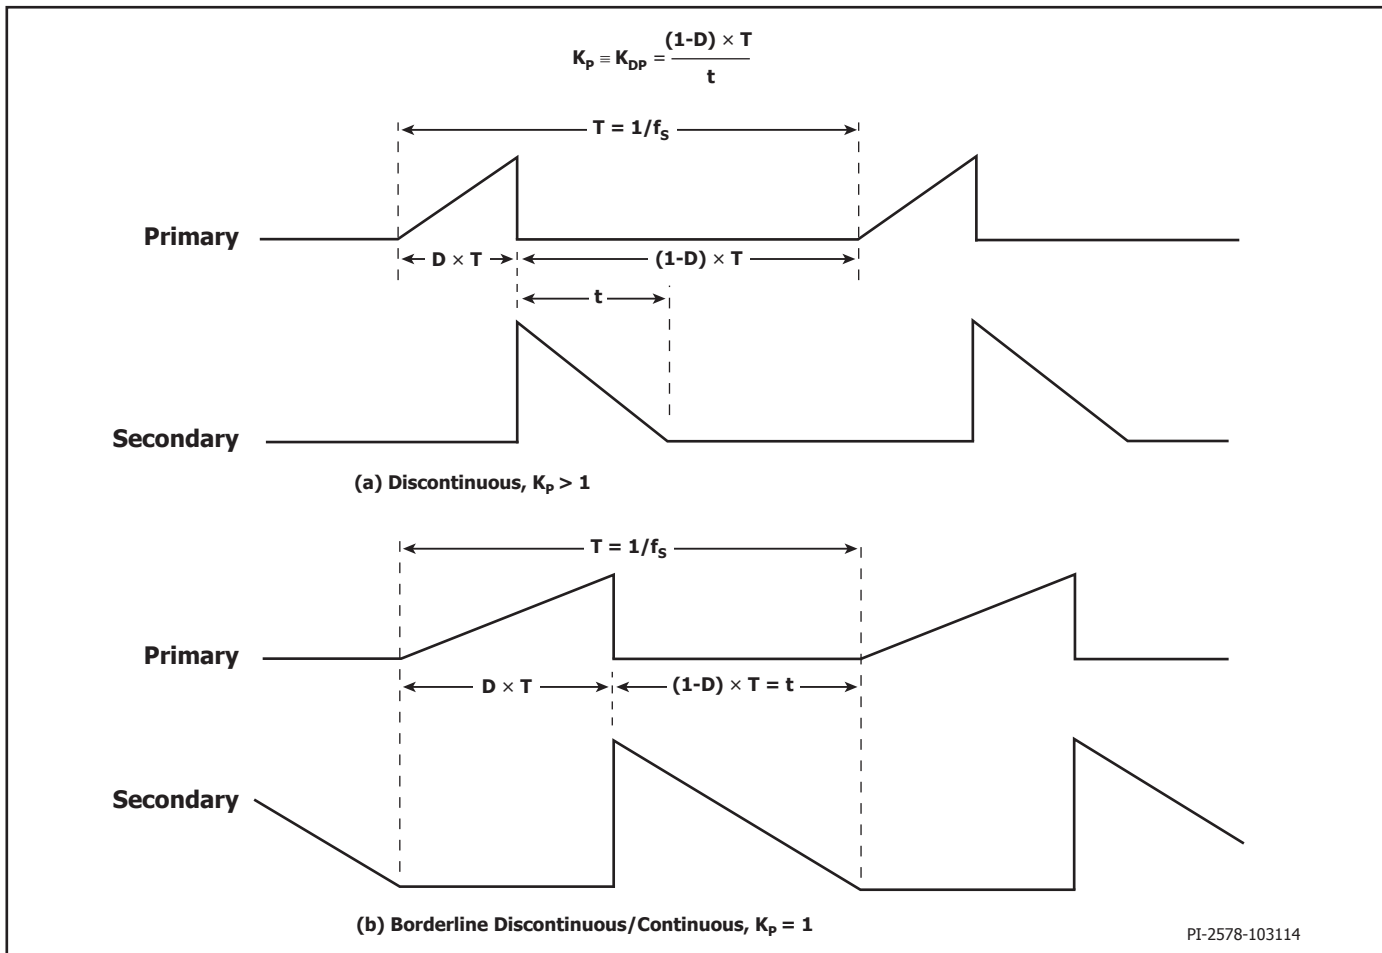 K_P ≡ K_DP = (1-D) × T / t
T = 1/f_S
Primary
D × T
(1-D) × T
t
Secondary
(a) Discontinuous, K_P > 1
T = 1/f_S
Primary
D × T
(1-D) × T = t
Secondary
(b) Borderline Discontinuous/Continuous, K_P = 1
PI-2578-103114